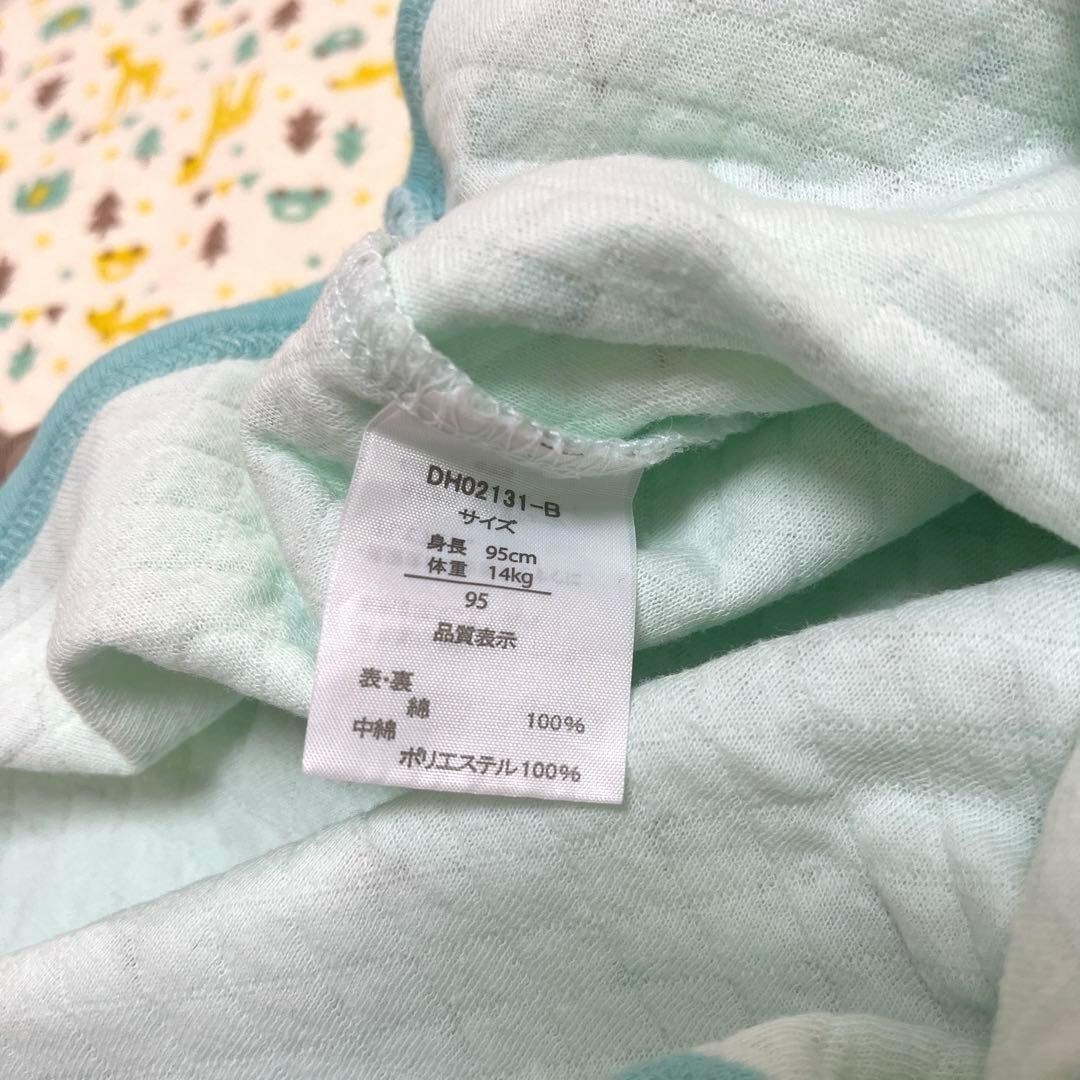 DH02131-B
サイズ
身長 95cm
体重 14kg
95
品質表示
表・裏
綿 100%
中綿
ポリエステル100%